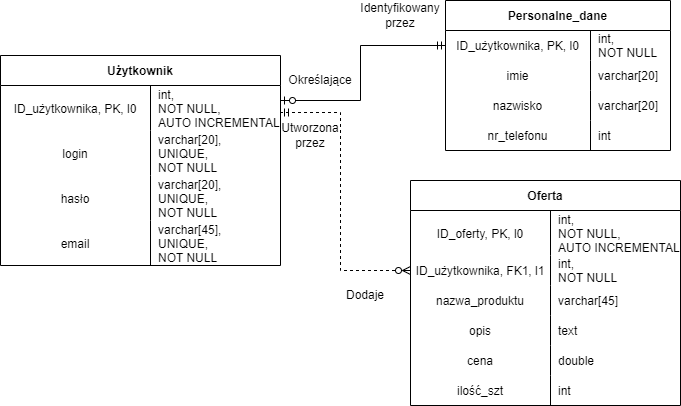 Identyfikowany
przez
Personalne_dane
ID_użytkownika, PK, I0
int,
NOT NULL
imie
varchar[20]
nazwisko
varchar[20]
nr_telefonu
int
Określające
Użytkownik
ID_użytkownika, PK, I0
int,
NOT NULL,
AUTO INCREMENTAL
login
varchar[20],
UNIQUE,
NOT NULL
hasło
varchar[20],
UNIQUE,
NOT NULL
email
varchar[45],
UNIQUE,
NOT NULL
Utworzona
przez
Dodaje
Oferta
ID_oferty, PK, I0
int,
NOT NULL,
AUTO INCREMENTAL
ID_użytkownika, FK1, I1
int,
NOT NULL
nazwa_produktu
varchar[45]
opis
text
cena
double
ilość_szt
int